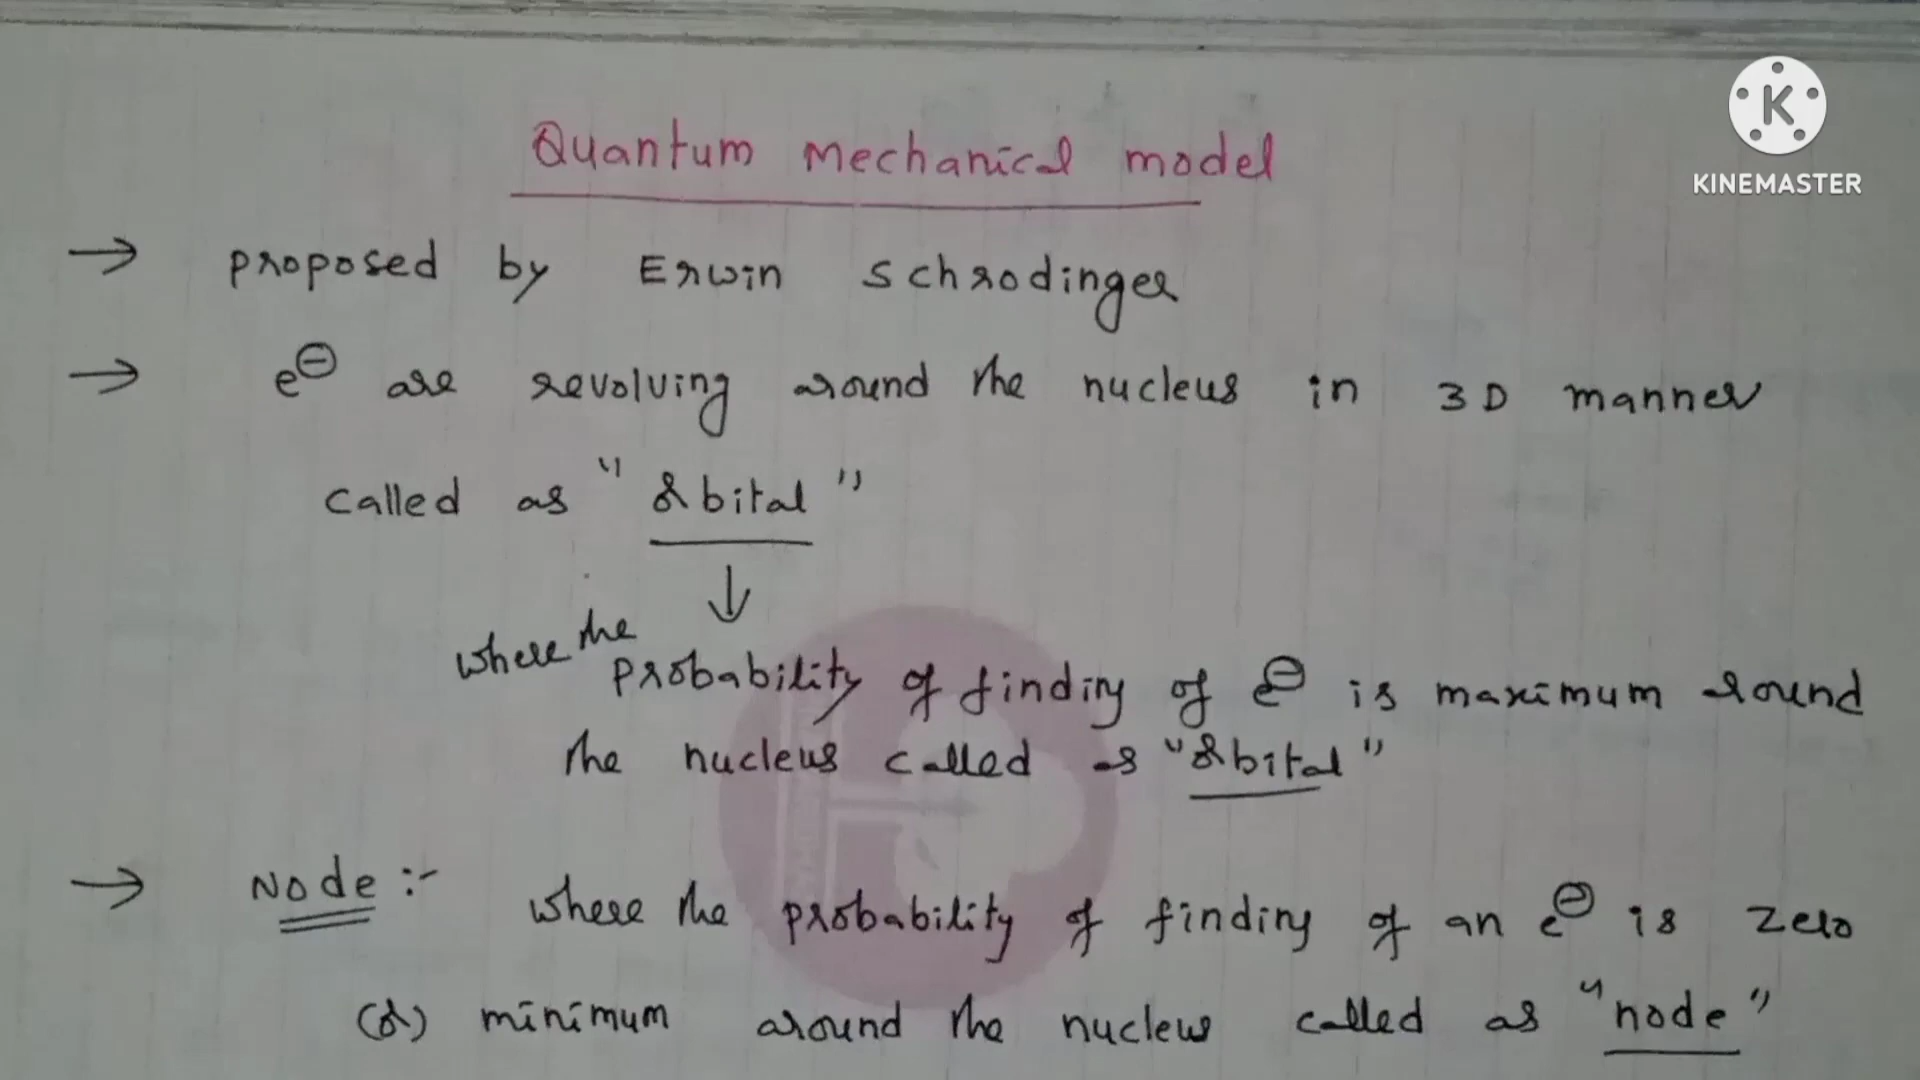 Quantum Mechanical model
KINEMASTER
→ proposed by Erwin Schrodinger
→ e⊖ are revolving around the nucleus in 3D manner
called as "orbital"
↓
where the
probability of finding of e⊖ is maximum around
the nucleus called as "orbital"
→ Node :- where the probability of finding of an e⊖ is zero
(or) minimum around the nucleus called as "node"